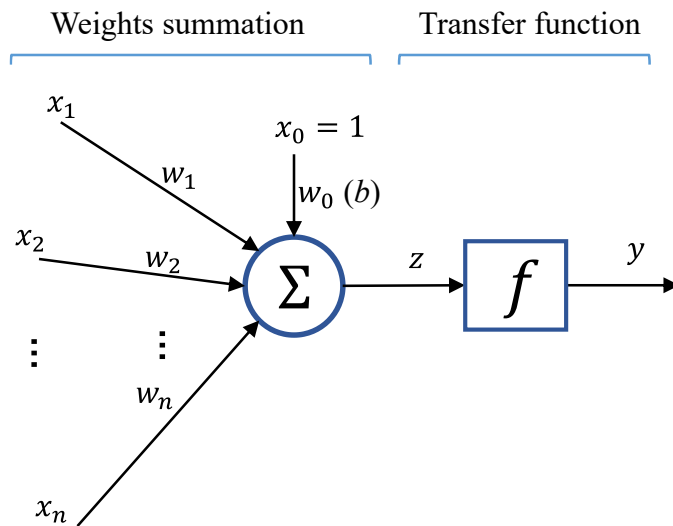 Weights summation Transfer function
x₁
x₀ = 1
w₁
w₀ (b)
x₂
w₂
Σ
z
f
y
⋮ ⋮
wₙ
xₙ